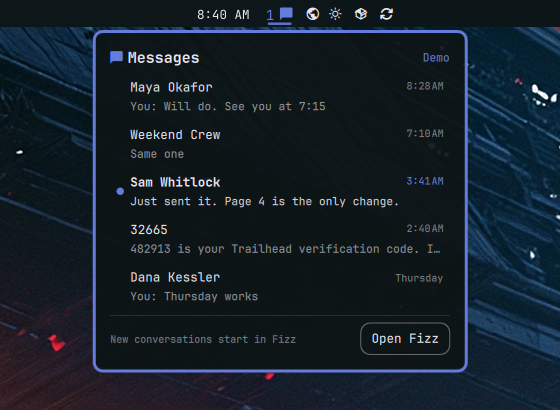 8:40 AM 1
Messages Demo
Maya Okafor 8:28AM
You: Will do. See you at 7:15
Weekend Crew 7:10AM
Same one
Sam Whitlock 3:41AM
Just sent it. Page 4 is the only change.
32665 2:40AM
482913 is your Trailhead verification code. I…
Dana Kessler Thursday
You: Thursday works
New conversations start in Fizz Open Fizz